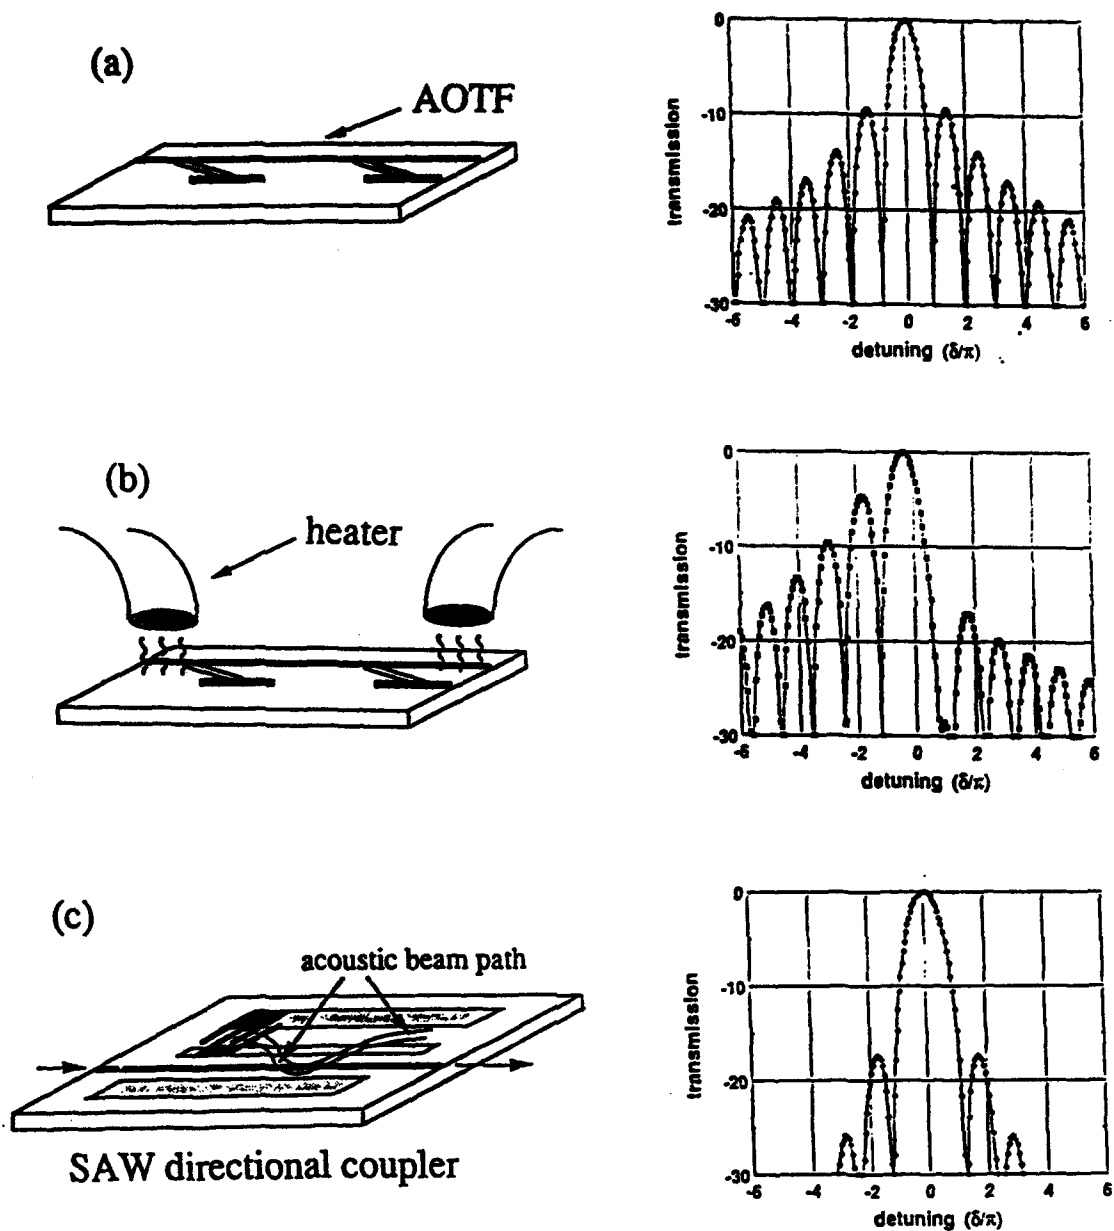 (a)
AOTF
transmission
0
-10
-20
-30
-6 -4 -2 0 2 4 6
detuning (δ/π)
(b)
heater
transmission
0
-10
-20
-30
-6 -4 -2 0 2 4 6
detuning (δ/π)
(c)
acoustic beam path
SAW directional coupler
transmission
0
-10
-20
-30
-6 -4 -2 0 2 4 6
detuning (δ/π)